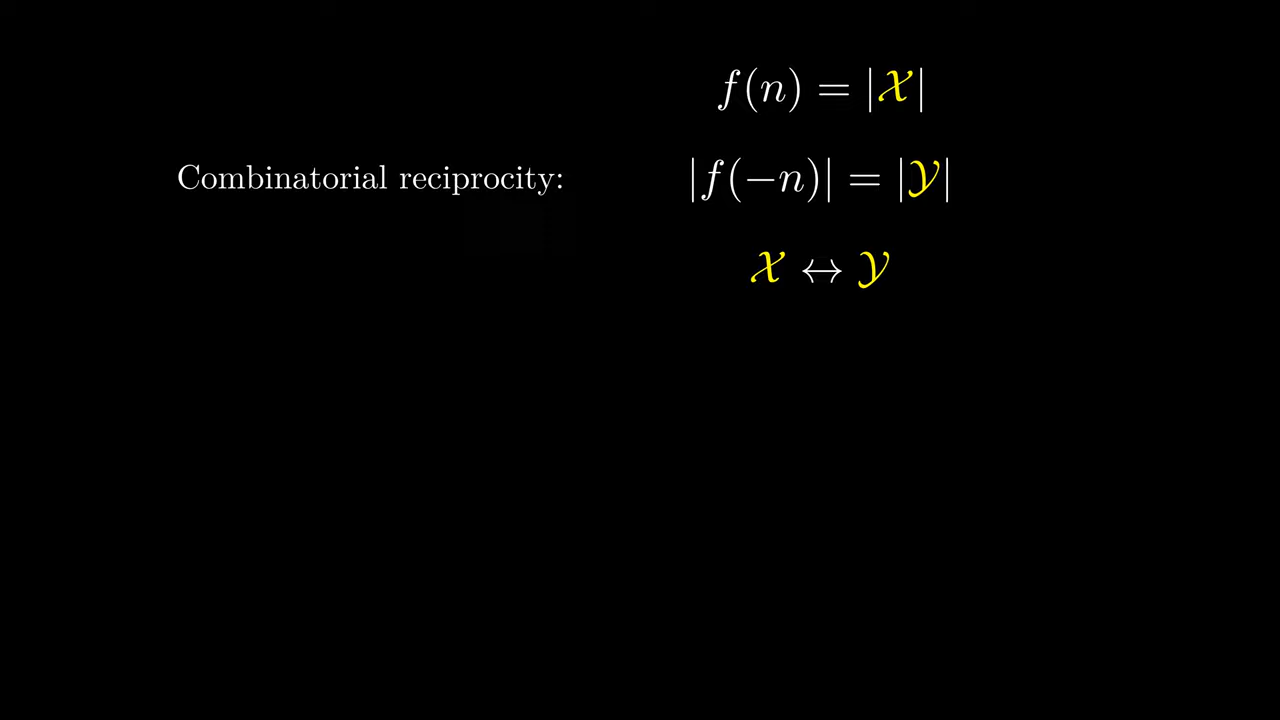 f(n) = |𝒳|
Combinatorial reciprocity: |f(−n)| = |𝒴|
𝒳 ↔ 𝒴